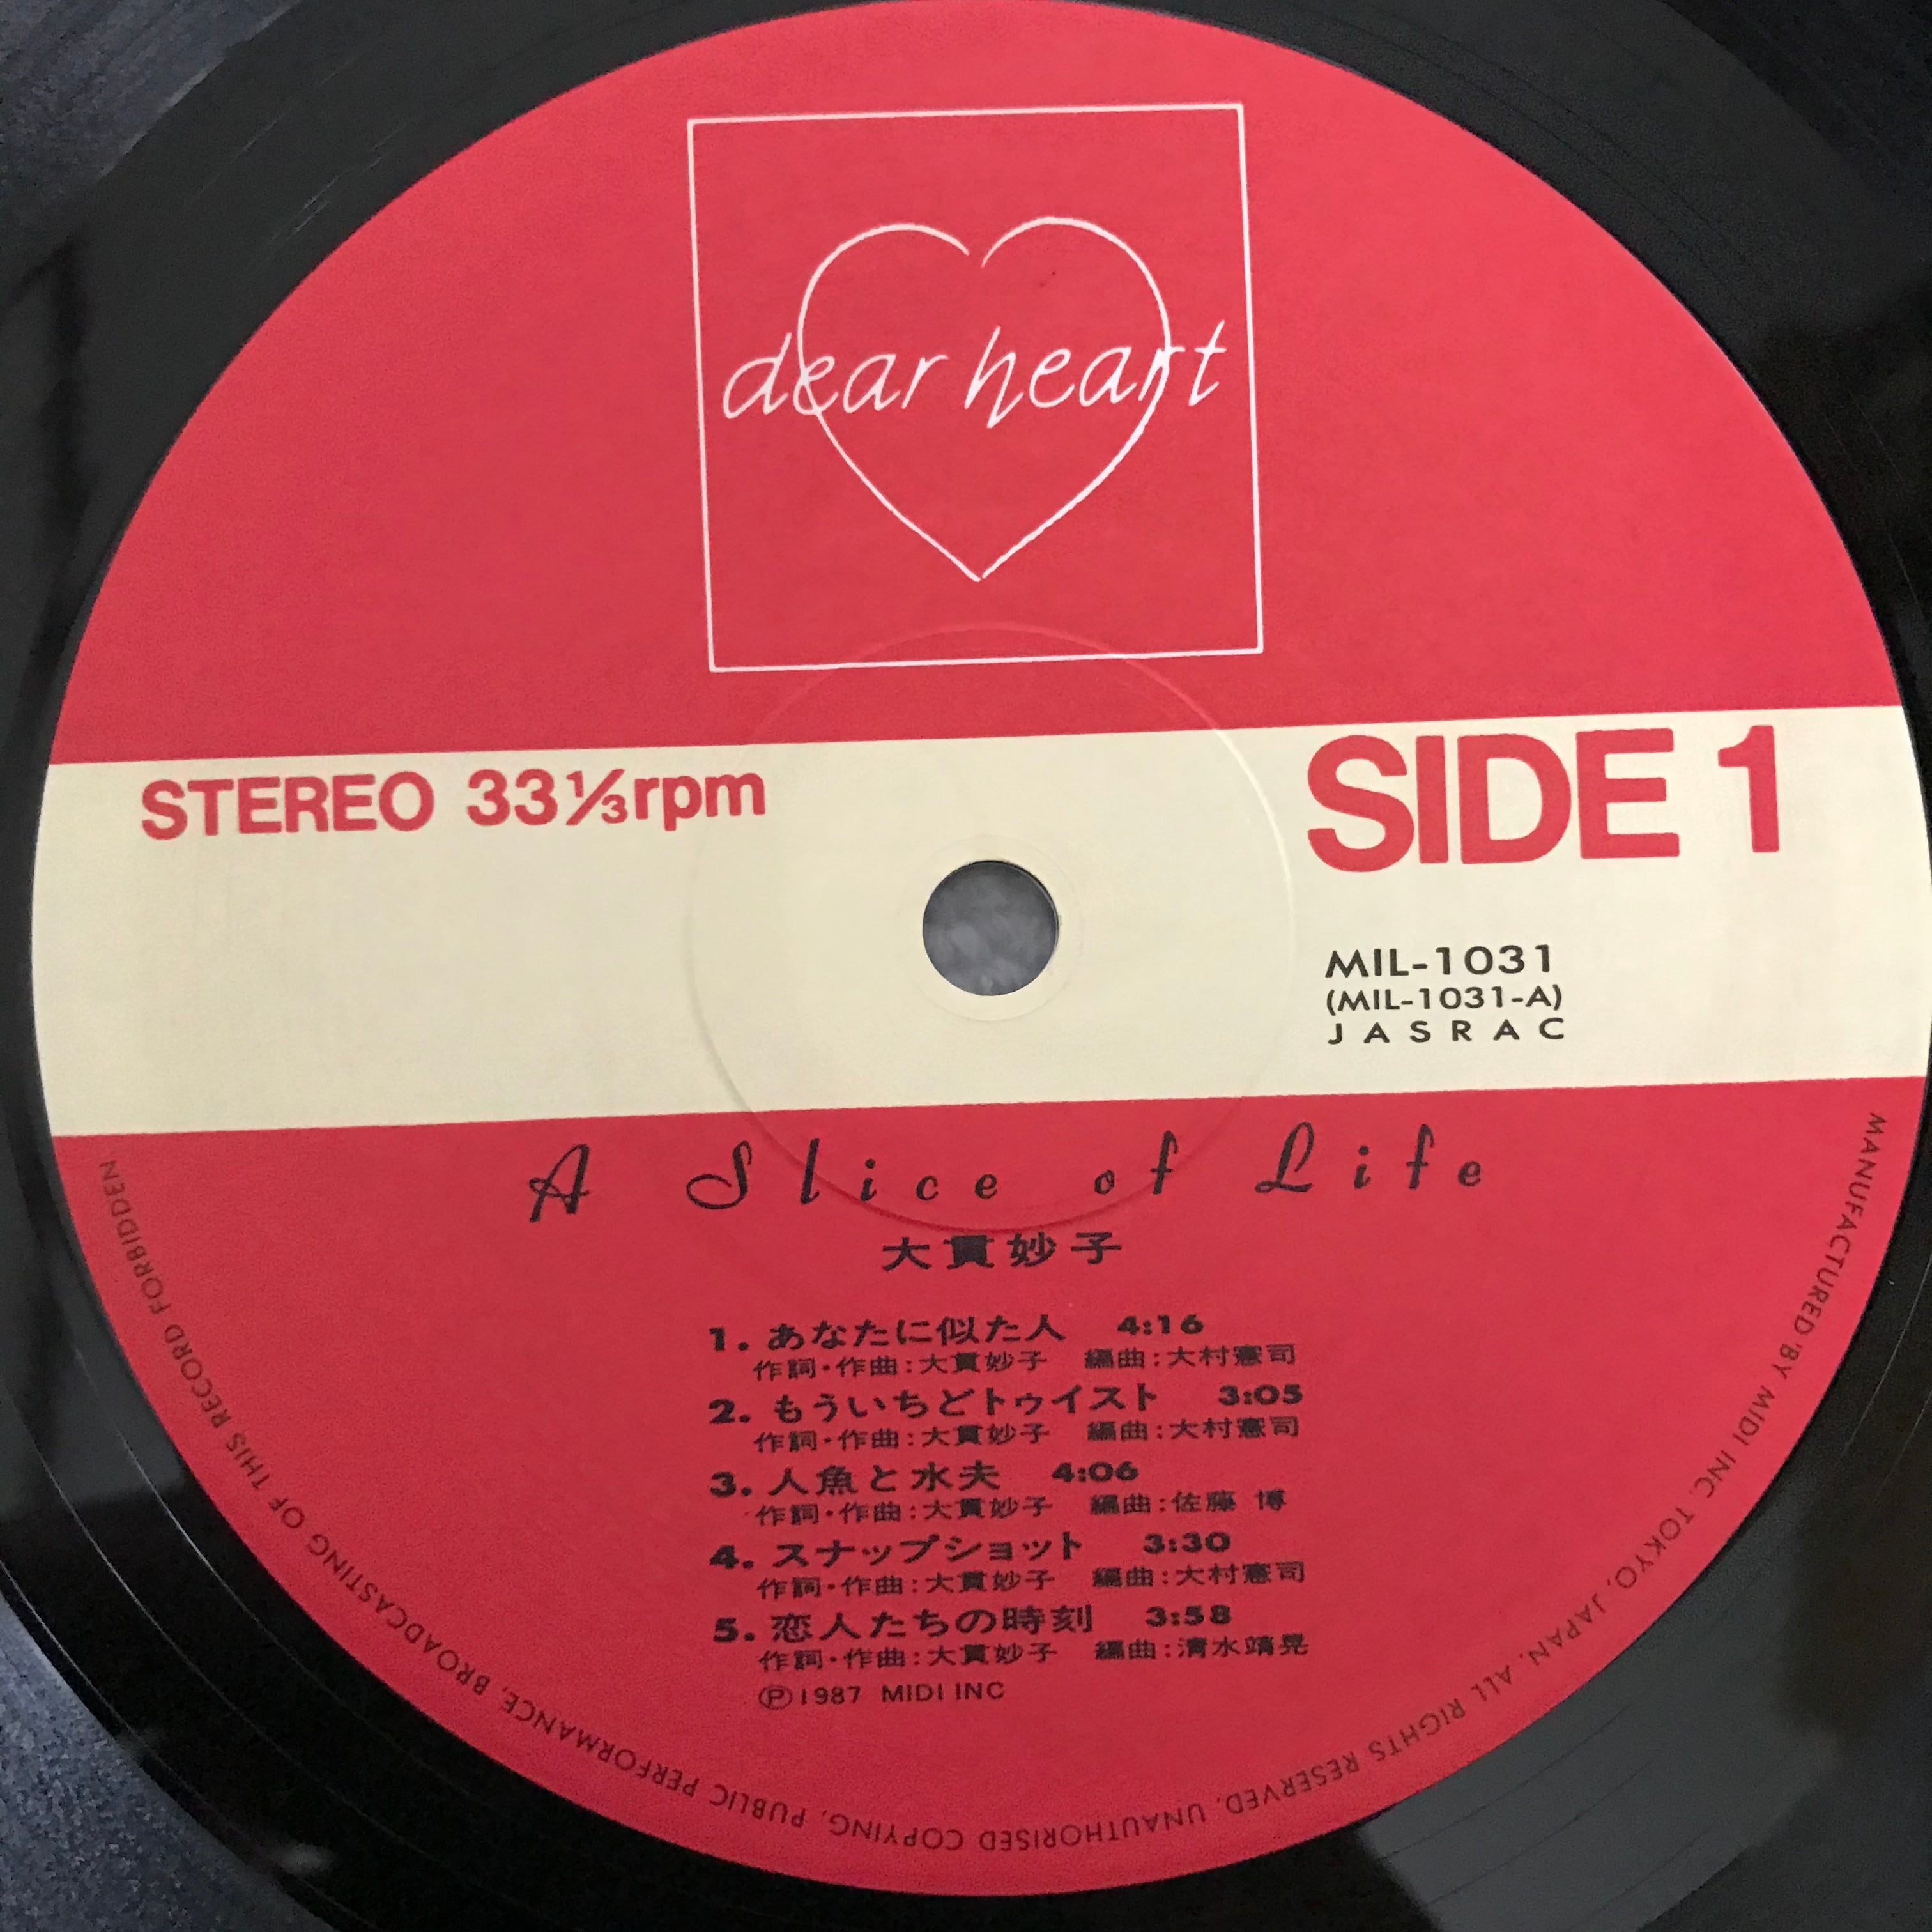 dear heart
STEREO 33⅓rpm
SIDE 1
MIL-1031
(MIL-1031-A)
JASRAC
A Slice of Life
大貫妙子
1. あなたに似た人 4:16
作詞・作曲:大貫妙子 編曲:大村憲司
2. もういちどトゥイスト 3:05
作詞・作曲:大貫妙子 編曲:大村憲司
3. 人魚と水夫 4:06
作詞・作曲:大貫妙子 編曲:佐藤 博
4. スナップショット 3:30
作詞・作曲:大貫妙子 編曲:大村憲司
5. 恋人たちの時刻 3:58
作詞・作曲:大貫妙子 編曲:清水靖晃
Ⓟ1987 MIDI INC
MANUFACTURED BY MIDI INC. TOKYO, JAPAN. ALL RIGHTS RESERVED. UNAUTHORISED COPYING, PUBLIC PERFORMANCE, BROADCASTING OF THIS RECORD FORBIDDEN